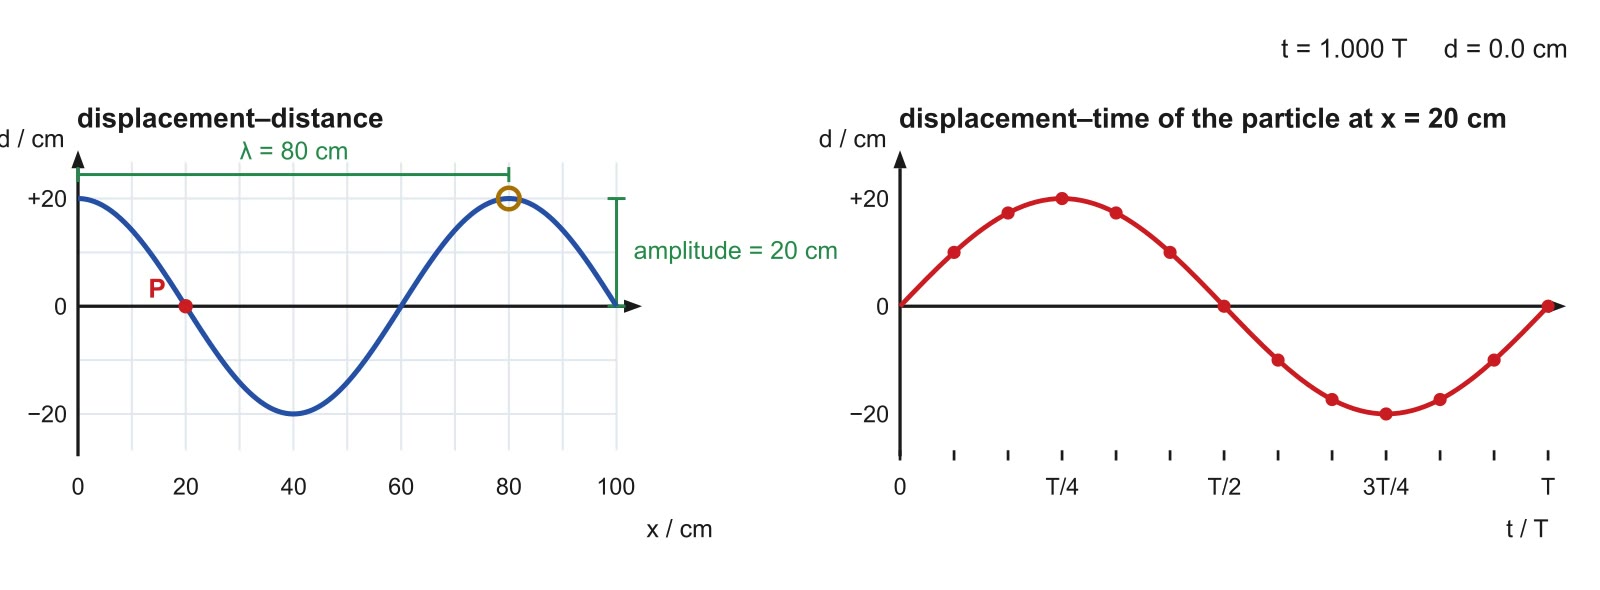 t = 1.000 T d = 0.0 cm
displacement–distance
d / cm
λ = 80 cm
+20
0
−20
P
amplitude = 20 cm
0 20 40 60 80 100
x / cm
displacement–time of the particle at x = 20 cm
d / cm
+20
0
−20
0 T/4 T/2 3T/4 T
t / T